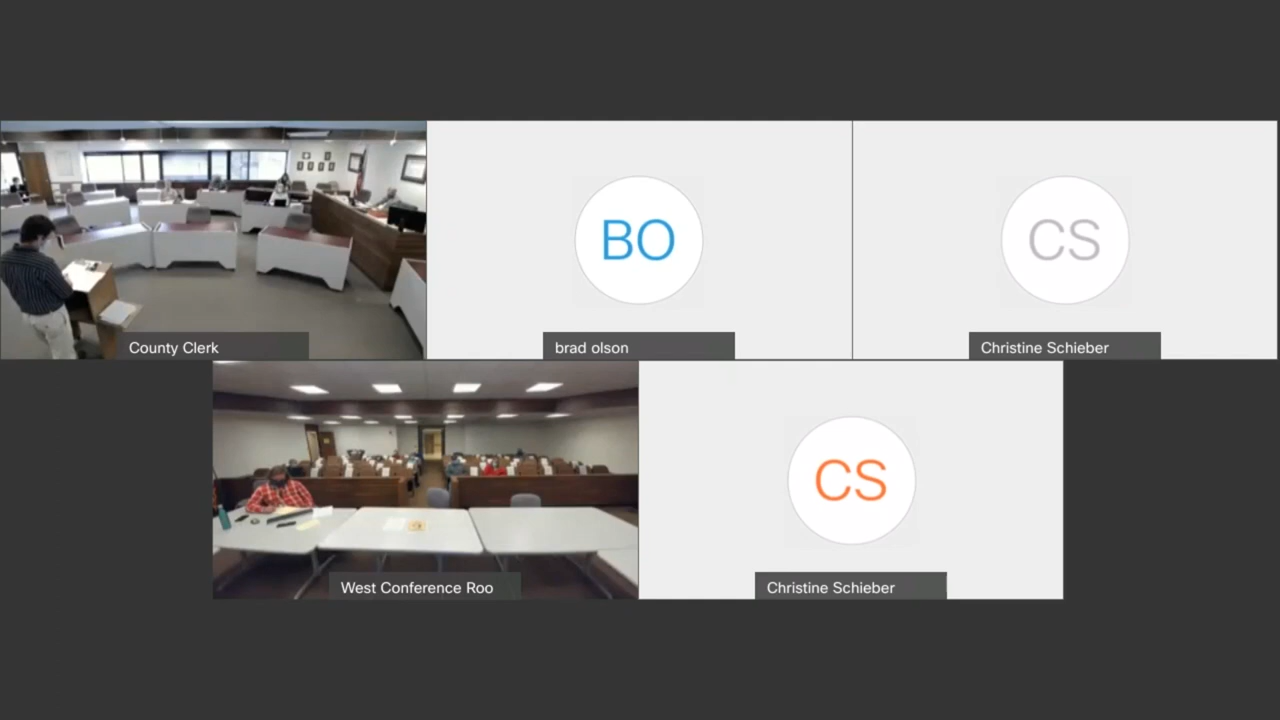 BO
CS
County Clerk
brad olson
Christine Schieber
CS
West Conference Roo
Christine Schieber